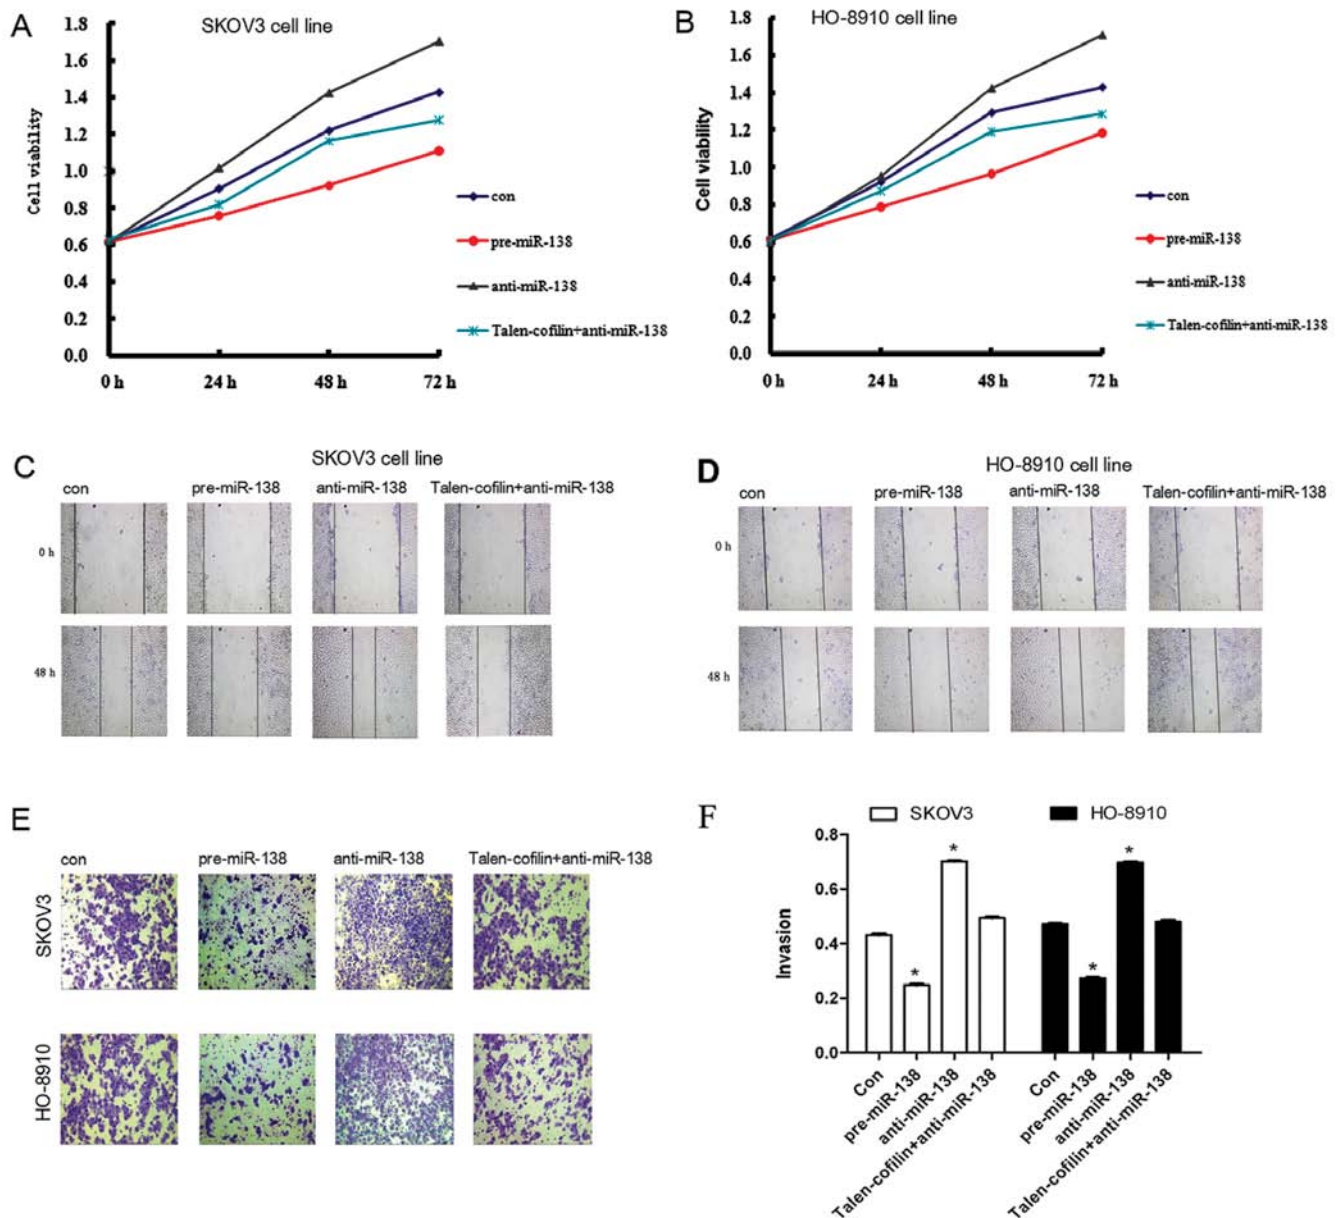 A
SKOV3 cell line
1.8
1.6
1.4
1.2
1.0
0.8
0.6
0.4
0.2
0.0
Cell viability
0 h 24 h 48 h 72 h
con
pre-miR-138
anti-miR-138
Talen-cofilin+anti-miR-138
B
HO-8910 cell line
1.8
1.6
1.4
1.2
1.0
0.8
0.6
0.4
0.2
0.0
Cell viability
0 h 24 h 48 h 72 h
con
pre-miR-138
anti-miR-138
Talen-cofilin+anti-miR-138
C
SKOV3 cell line
con pre-miR-138 anti-miR-138 Talen-cofilin+anti-miR-138
0 h
48 h
D
HO-8910 cell line
con pre-miR-138 anti-miR-138 Talen-cofilin+anti-miR-138
0 h
48 h
E
con pre-miR-138 anti-miR-138 Talen-cofilin+anti-miR-138
SKOV3
HO-8910
F
SKOV3 HO-8910
0.8
0.6
0.4
0.2
0.0
Invasion
* * * *
Con pre-miR-138 anti-miR-138 Talen-cofilin+anti-miR-138 Con pre-miR-138 anti-miR-138 Talen-cofilin+anti-miR-138